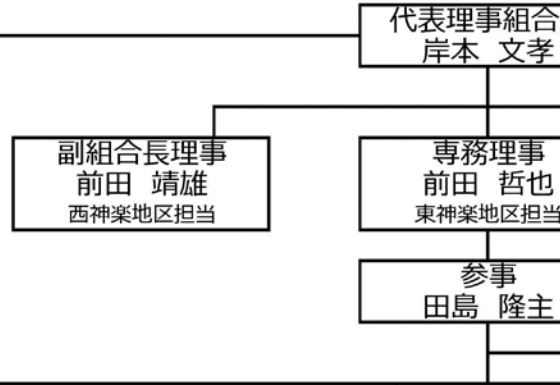 代表理事組合
岸本 文孝
副組合長理事
前田 靖雄
西神楽地区担当
専務理事
前田 哲也
東神楽地区担当
参事
田島 隆主